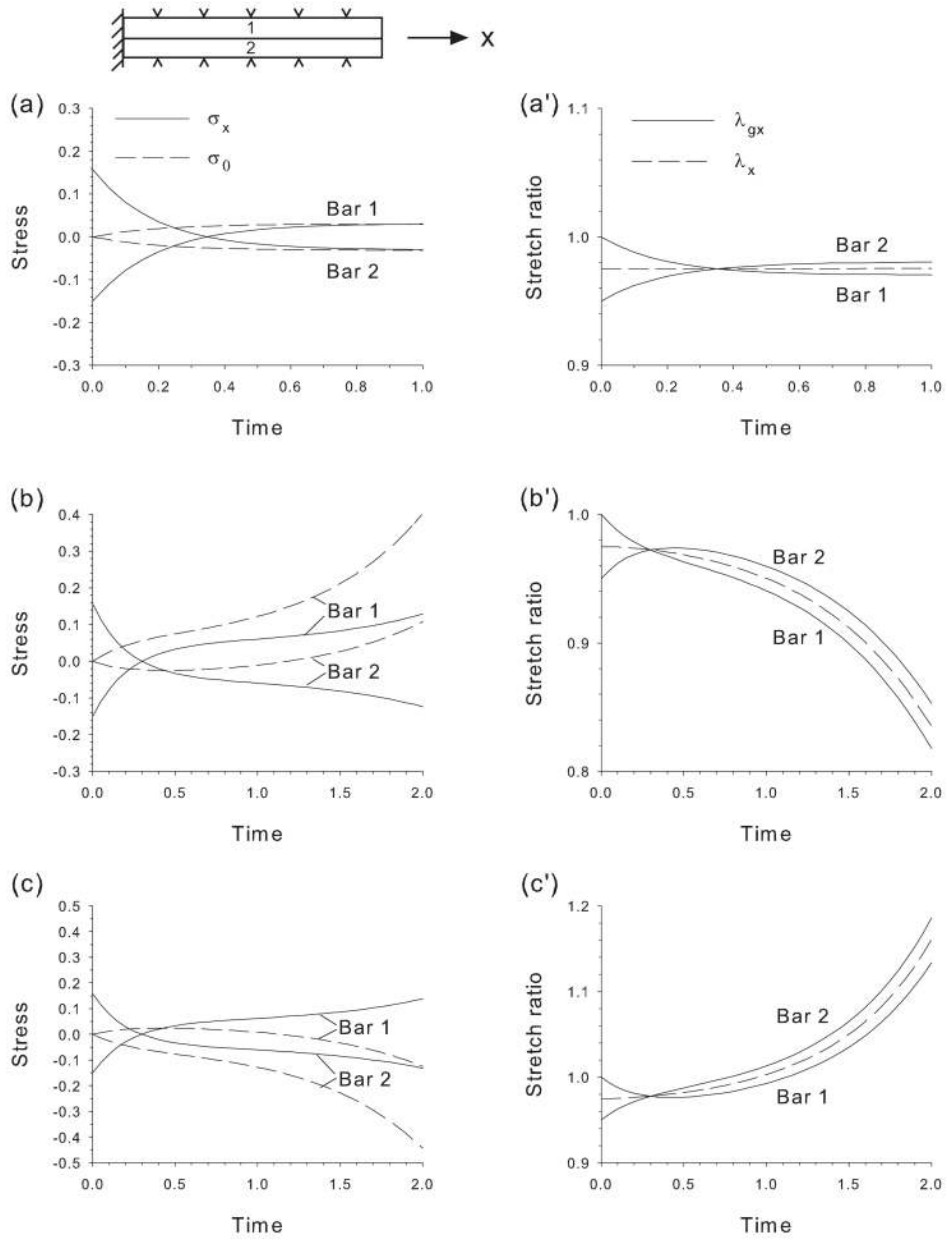 1
2
X
(a)
0.3
0.2
0.1
0.0
-0.1
-0.2
-0.3
Stress
σx
σ0
Bar 1
Bar 2
0.0 0.2 0.4 0.6 0.8 1.0
Time
(a')
1.1
1.0
0.9
Stretch ratio
λgx
λx
Bar 2
Bar 1
0.0 0.2 0.4 0.6 0.8 1.0
Time
(b)
0.4
0.3
0.2
0.1
0.0
-0.1
-0.2
-0.3
Stress
Bar 1
Bar 2
0.0 0.5 1.0 1.5 2.0
Time
(b')
1.0
0.9
0.8
Stretch ratio
Bar 2
Bar 1
0.0 0.5 1.0 1.5 2.0
Time
(c)
0.5
0.4
0.3
0.2
0.1
0.0
-0.1
-0.2
-0.3
-0.4
-0.5
Stress
Bar 1
Bar 2
0.0 0.5 1.0 1.5 2.0
Time
(c')
1.2
1.1
1.0
0.9
Stretch ratio
Bar 2
Bar 1
0.0 0.5 1.0 1.5 2.0
Time